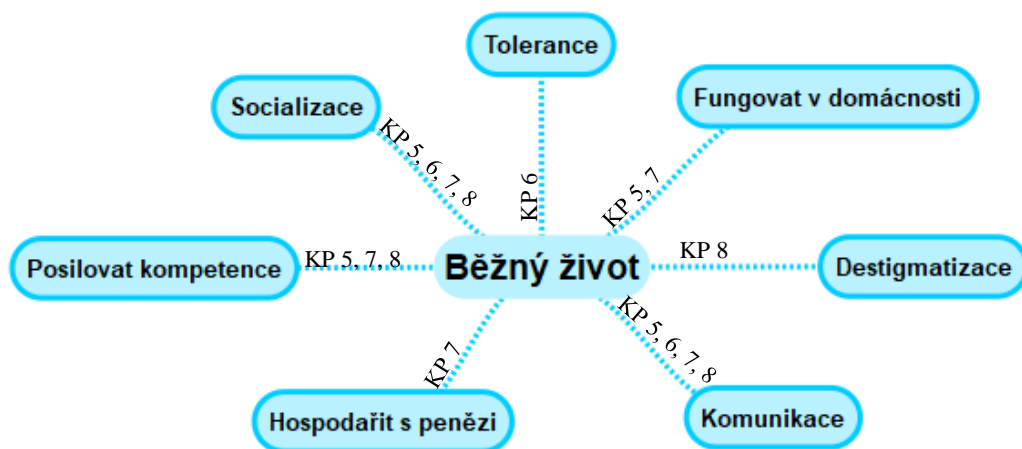 Tolerance
Socializace
Fungovat v domácnosti
KP 5, 6, 7, 8
KP 6
KP 5, 7
Posilovat kompetence
KP 5, 7, 8
Běžný život
KP 8
Destigmatizace
KP 7
KP 5, 6, 7, 8
Hospodařit s penězi
Komunikace